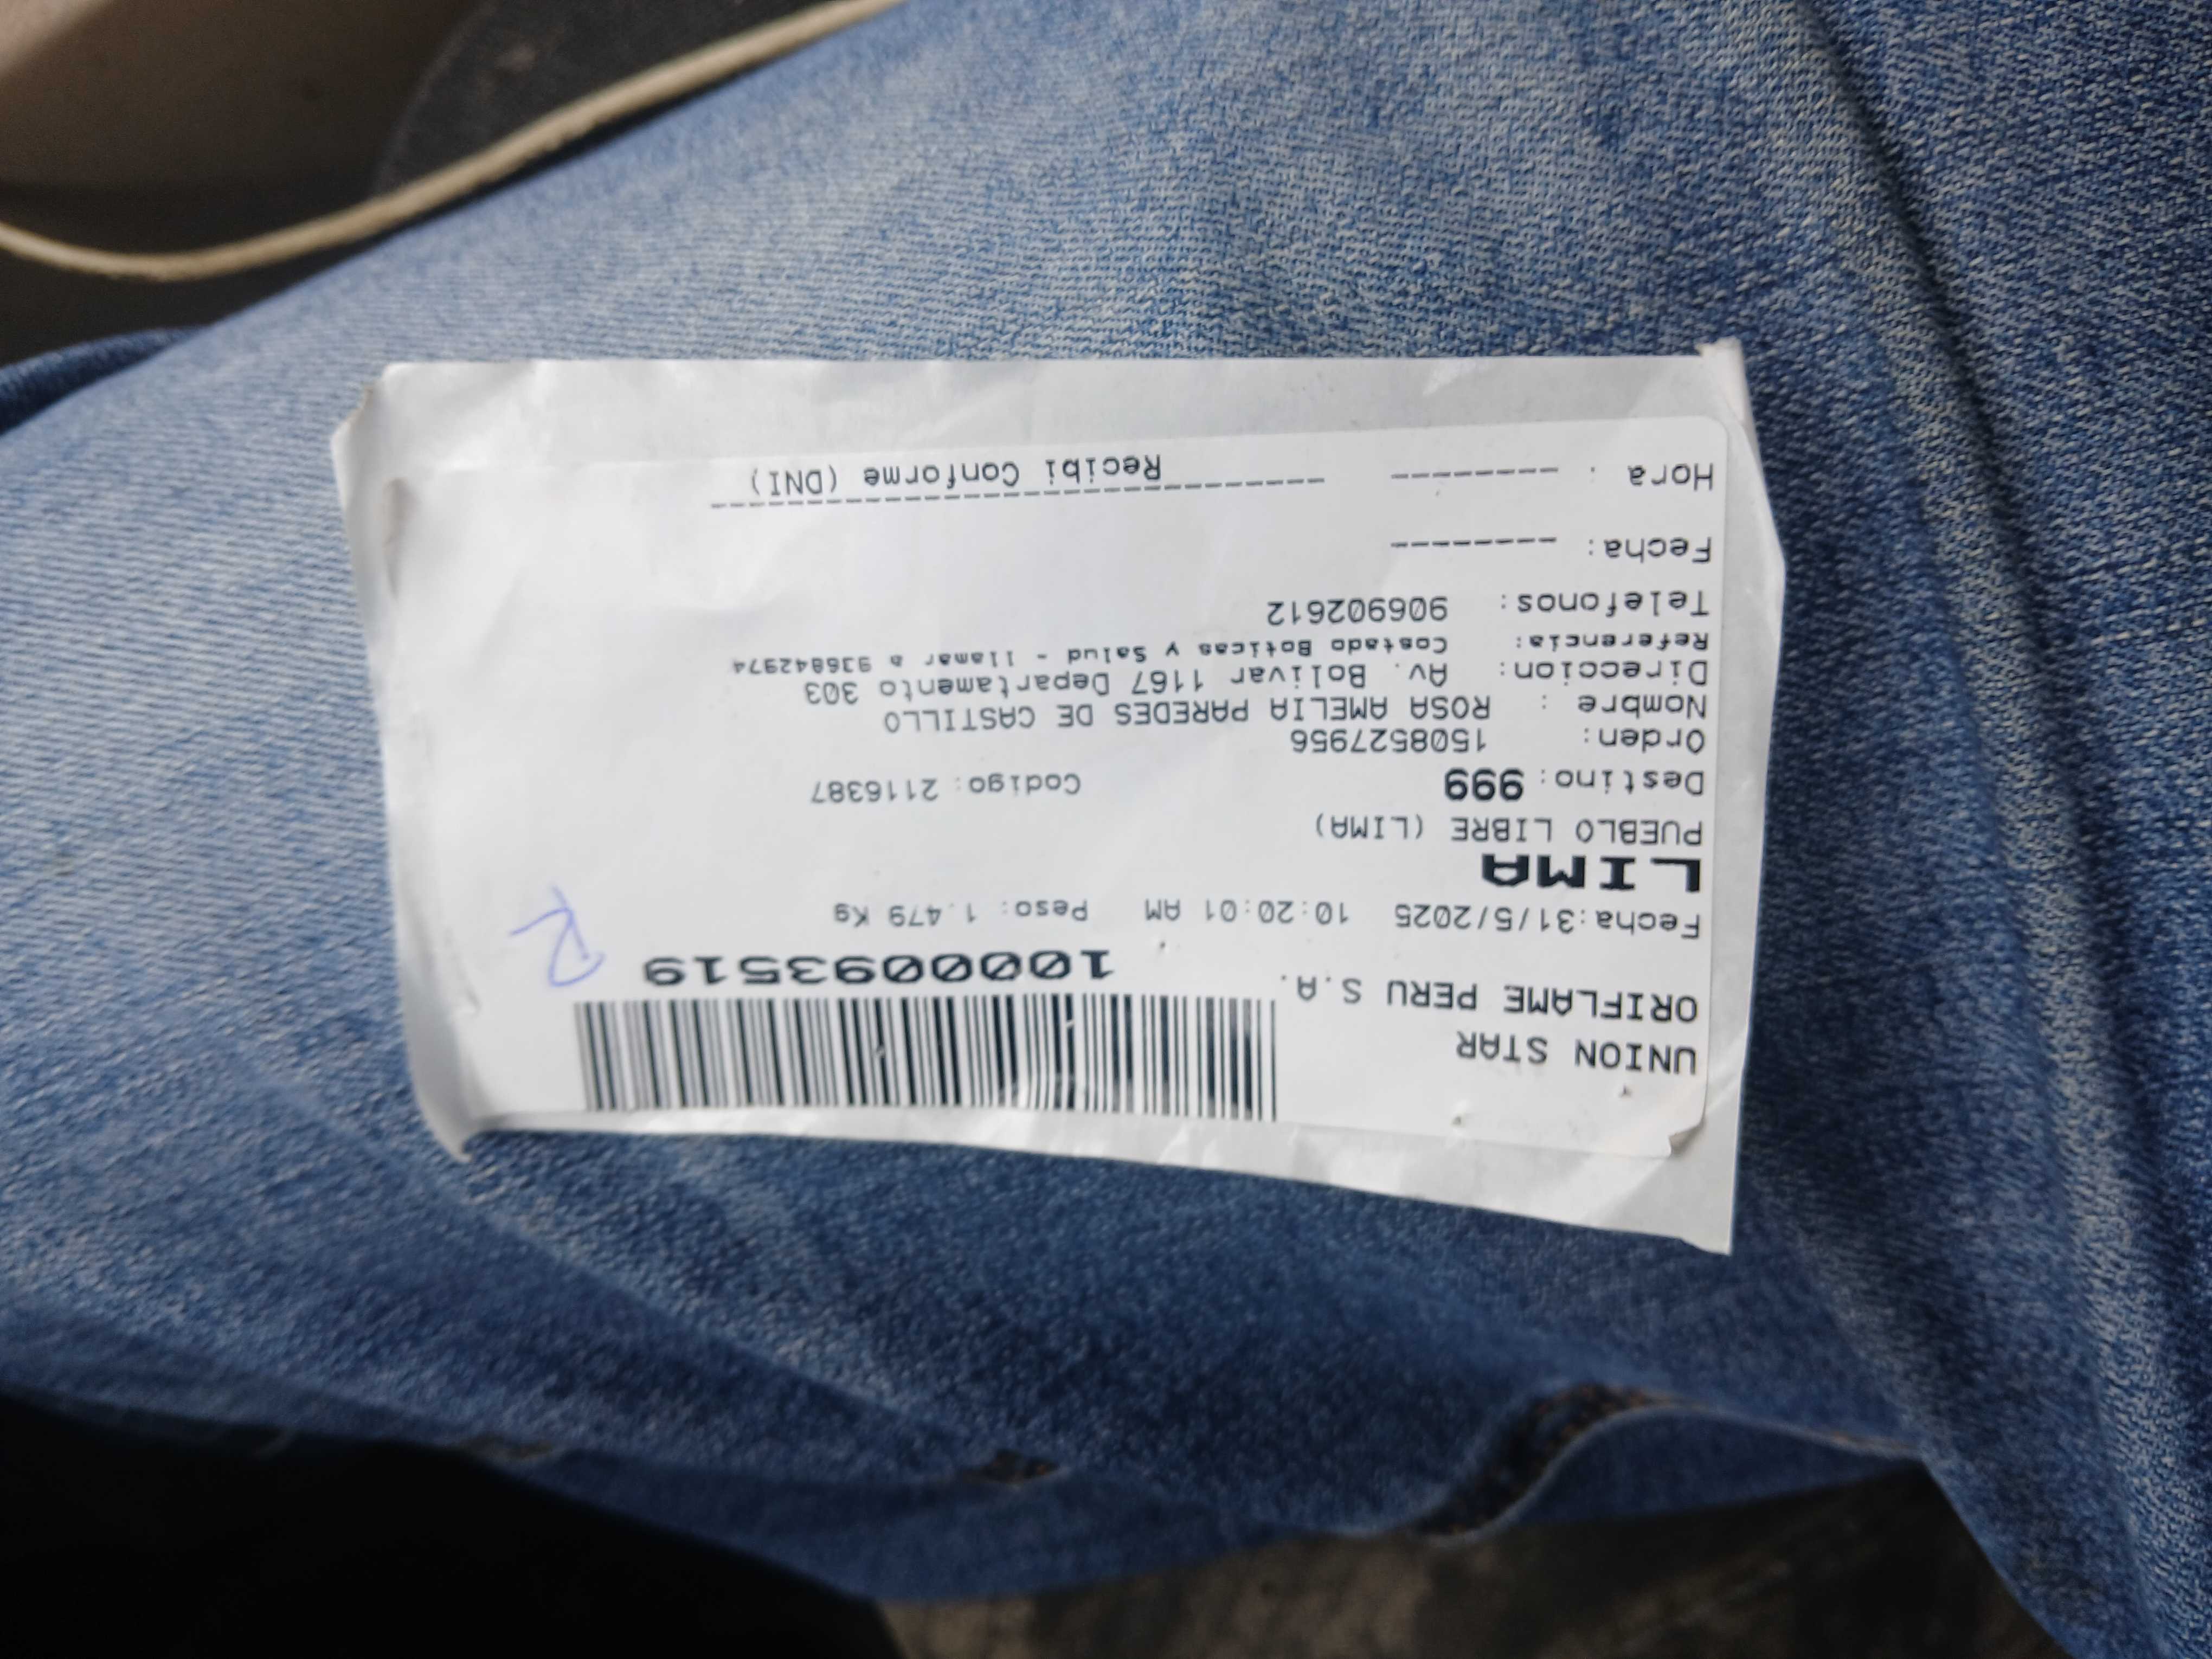 UNION STAR
ORIFLAME PERU S.A.
1000093519
Fecha:31/5/2025 10:20:01 AM Peso: 1.479 Kg
R
LIMA
PUEBLO LIBRE (LIMA)
Destino: 999 Codigo: 2116387
Orden: 1508527956
Nombre : ROSA AMELIA PAREDES DE CASTILLO
Direccion: Av. Bolivar 1167 Departamento 303
Referencia: Costado Boticas y Salud - llamar a 936842974
Telefonos: 906902612
Fecha: --------
Hora : --------
Recibi Conforme (DNI)